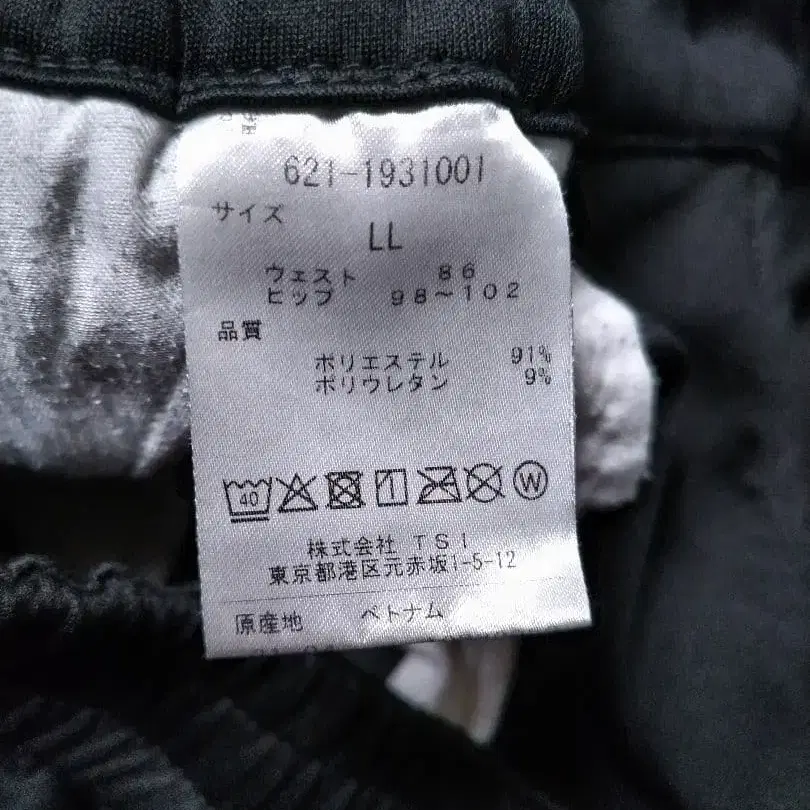 621-1931001
サイズ
LL
ウェスト 86
ヒップ 98～102
品質
ポリエステル 91%
ポリウレタン 9%
40
W
株式会社 TSI
東京都港区元赤坂1-5-12
原産地 ベトナム